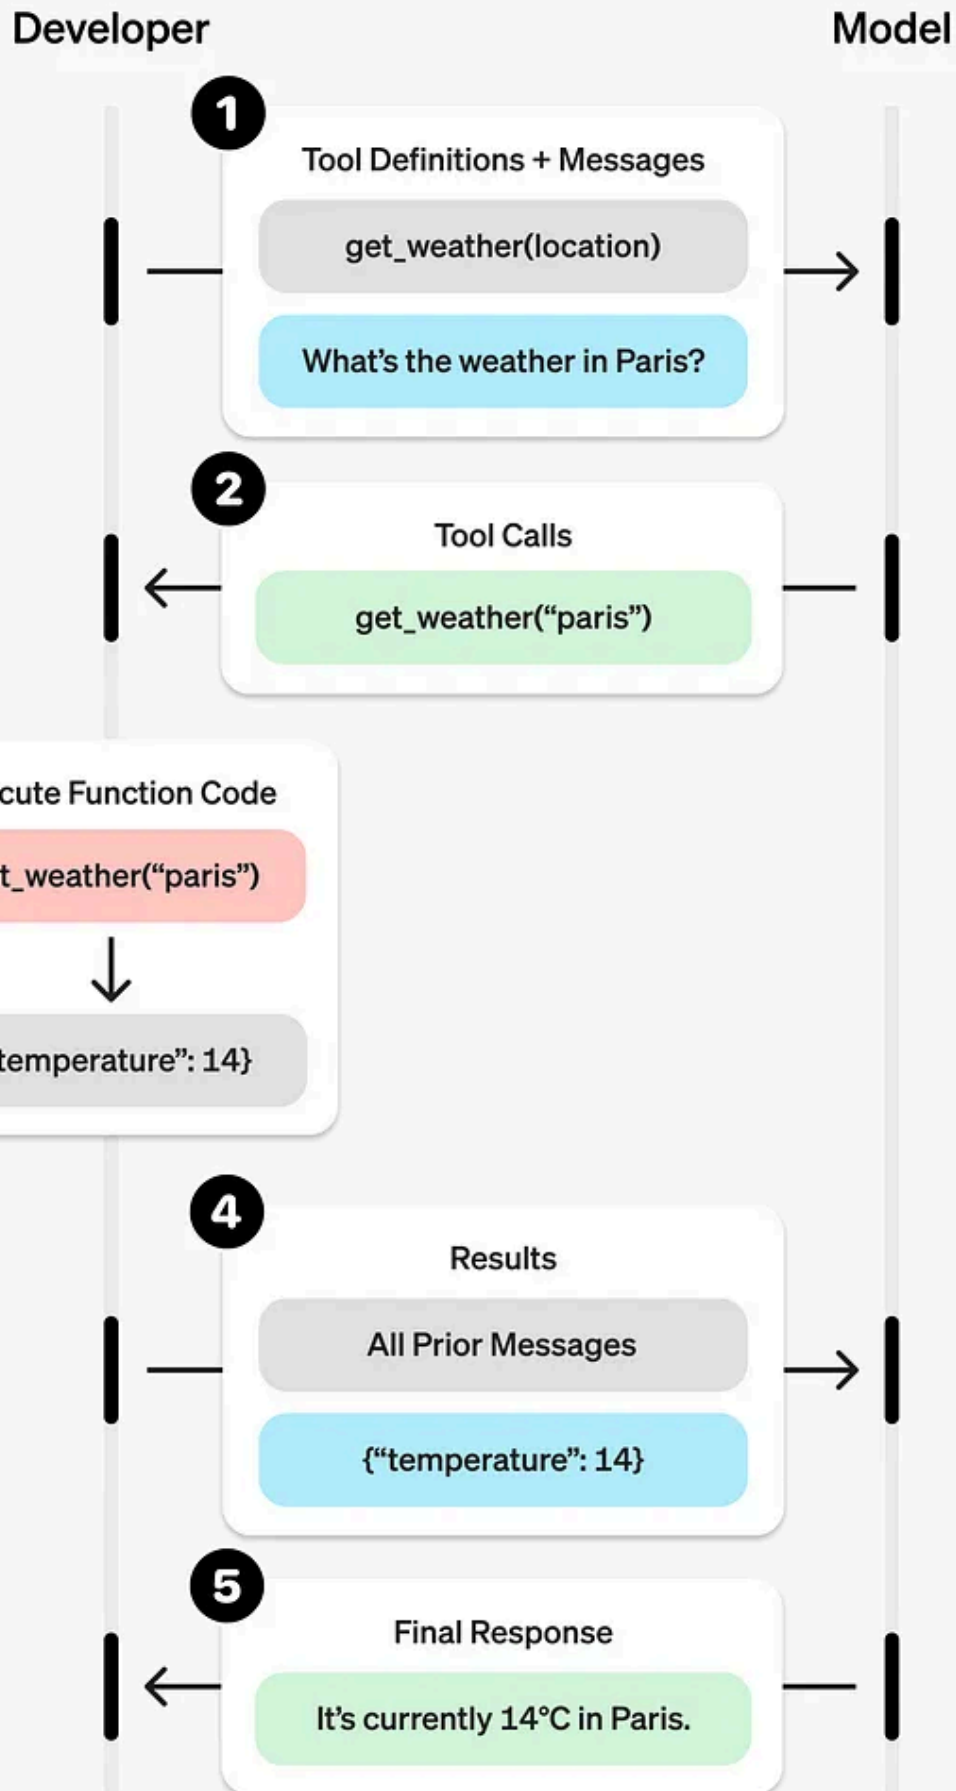 Developer
Model
1
Tool Definitions + Messages
get_weather(location)
What’s the weather in Paris?
2
Tool Calls
get_weather(“paris”)
cute Function Code
t_weather(“paris”)
temperature”: 14}
4
Results
All Prior Messages
{“temperature”: 14}
5
Final Response
It’s currently 14°C in Paris.